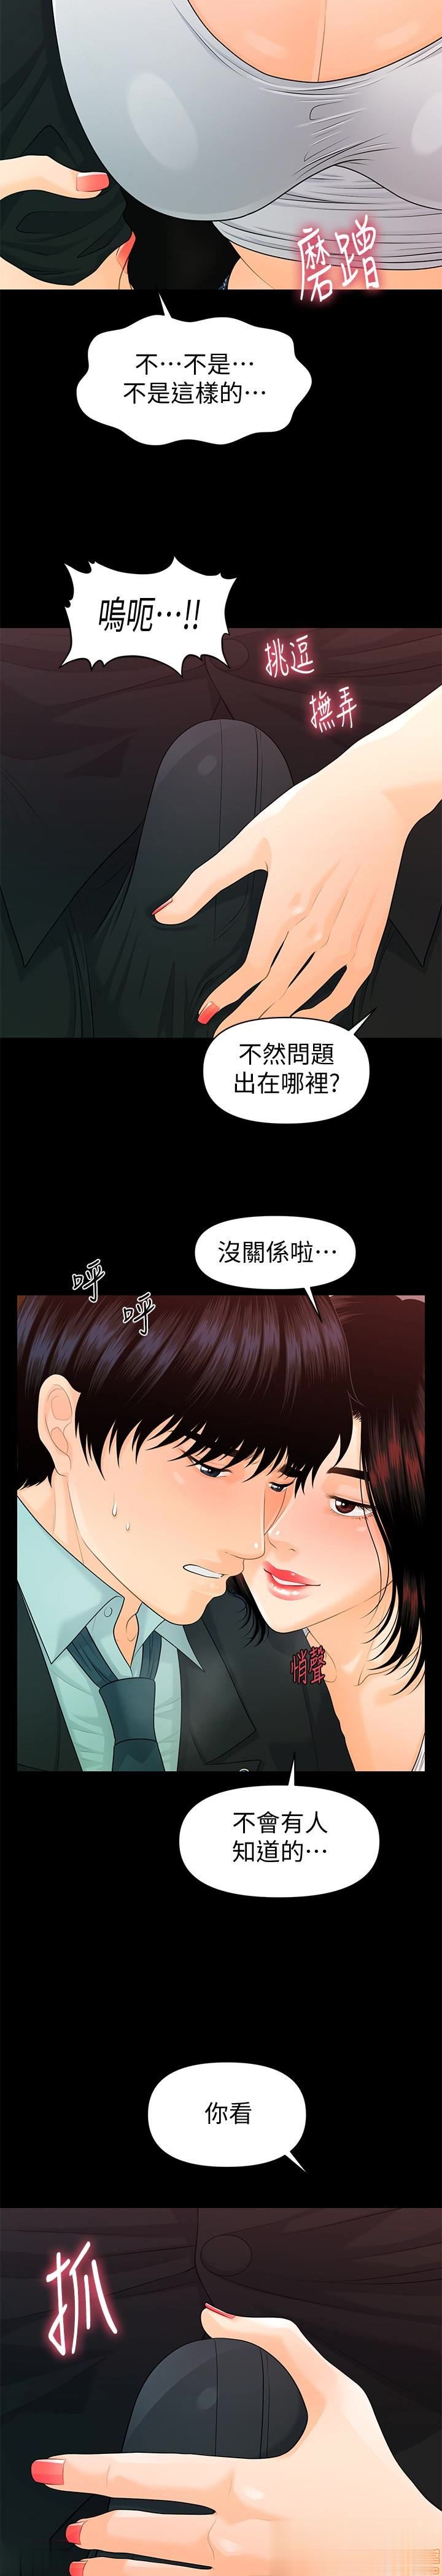 磨蹭
不⋯不是⋯
不是這樣的⋯
嗚呃⋯!!
挑逗
撫弄
不然問題
出在哪裡?
沒關係啦⋯
呼
呼
悄聲
不會有人
知道的⋯
你看
抓